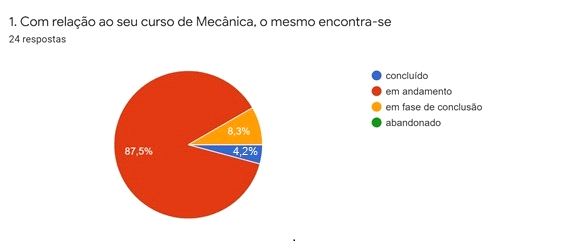 1. Com relação ao seu curso de Mecânica, o mesmo encontra-se
24 respostas
concluído
em andamento
em fase de conclusão
abandonado
8,3%
87,5%
4,2%